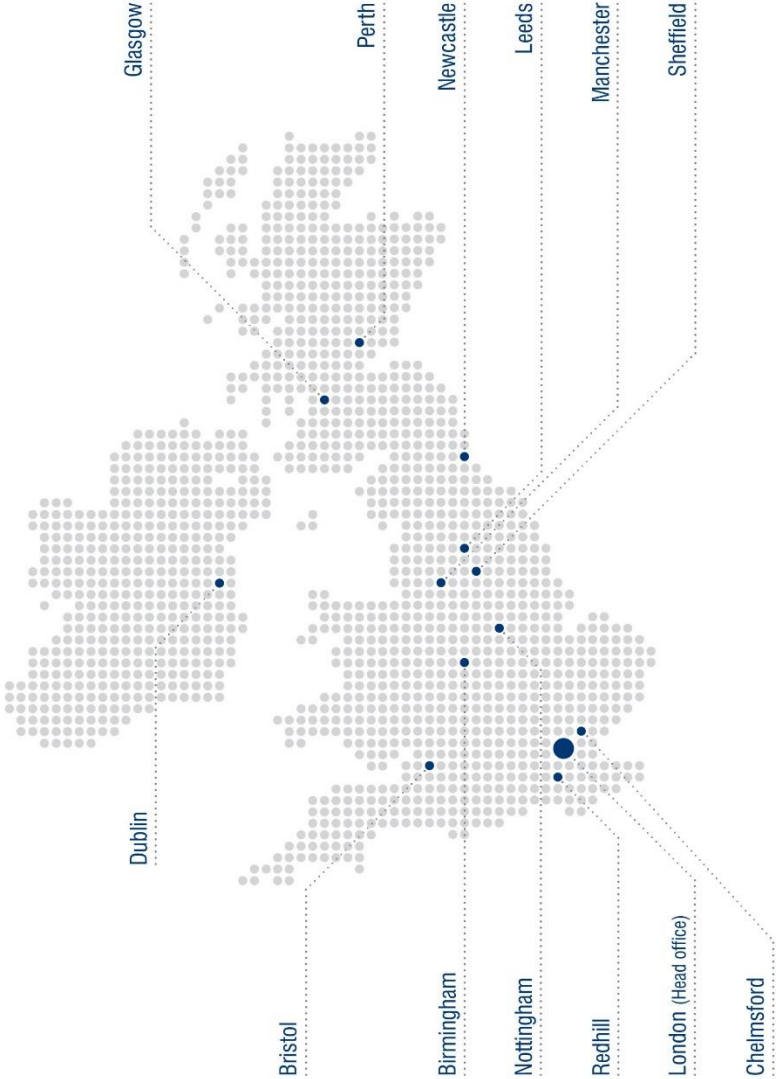 Glasgow
Perth
Newcastle
Leeds
Manchester
Sheffield
Dublin
Bristol
Birmingham
Nottingham
Redhill
London (Head office)
Chelmsford